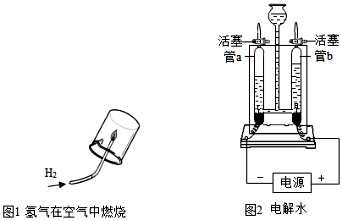 活塞 活塞
管a 管b
H₂
− 电源 +
图1 氢气在空气中燃烧
图2 电解水